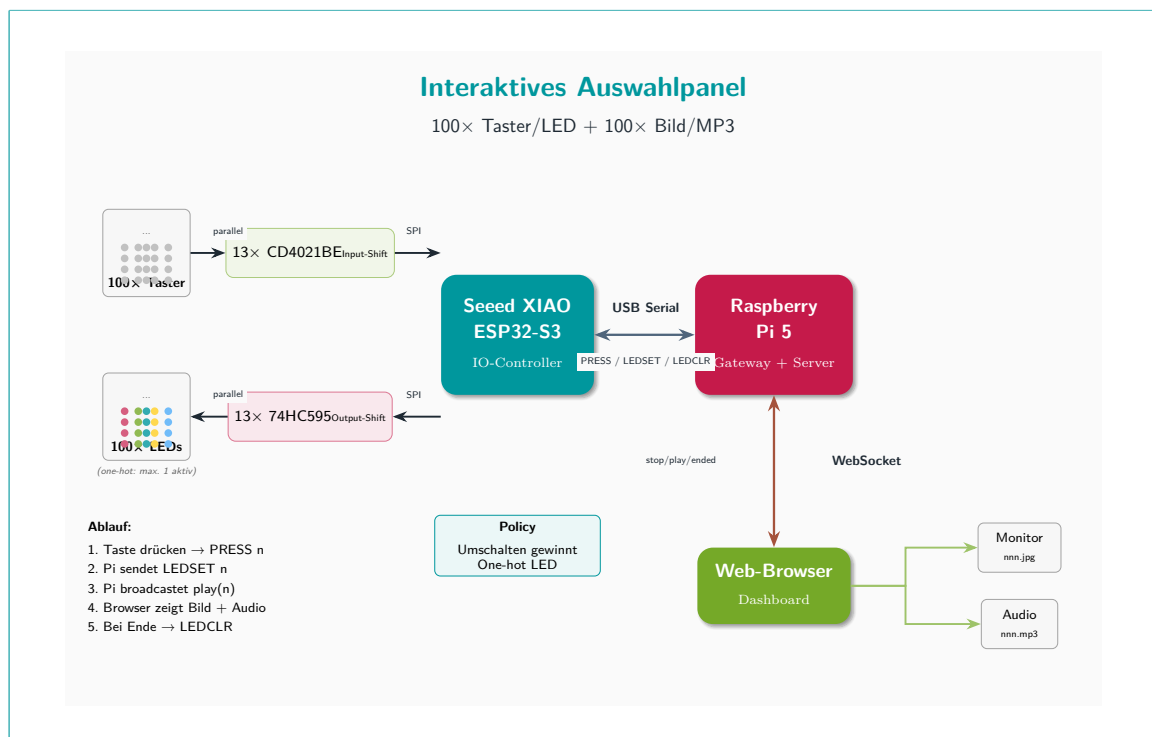 Interaktives Auswahlpanel
100× Taster/LED + 100× Bild/MP3
...
100× Taster
parallel
13× CD4021BE Input-Shift
SPI
Seeed XIAO
ESP32-S3
IO-Controller
USB Serial
PRESS / LEDSET / LEDCLR
Raspberry
Pi 5
Gateway + Server
...
100× LEDs
(one-hot: max. 1 aktiv)
parallel
13× 74HC595 Output-Shift
SPI
stop/play/ended
WebSocket
Ablauf:
1. Taste drücken → PRESS n
2. Pi sendet LEDSET n
3. Pi broadcastet play(n)
4. Browser zeigt Bild + Audio
5. Bei Ende → LEDCLR
Policy
Umschalten gewinnt
One-hot LED
Web-Browser
Dashboard
Monitor
nnn.jpg
Audio
nnn.mp3